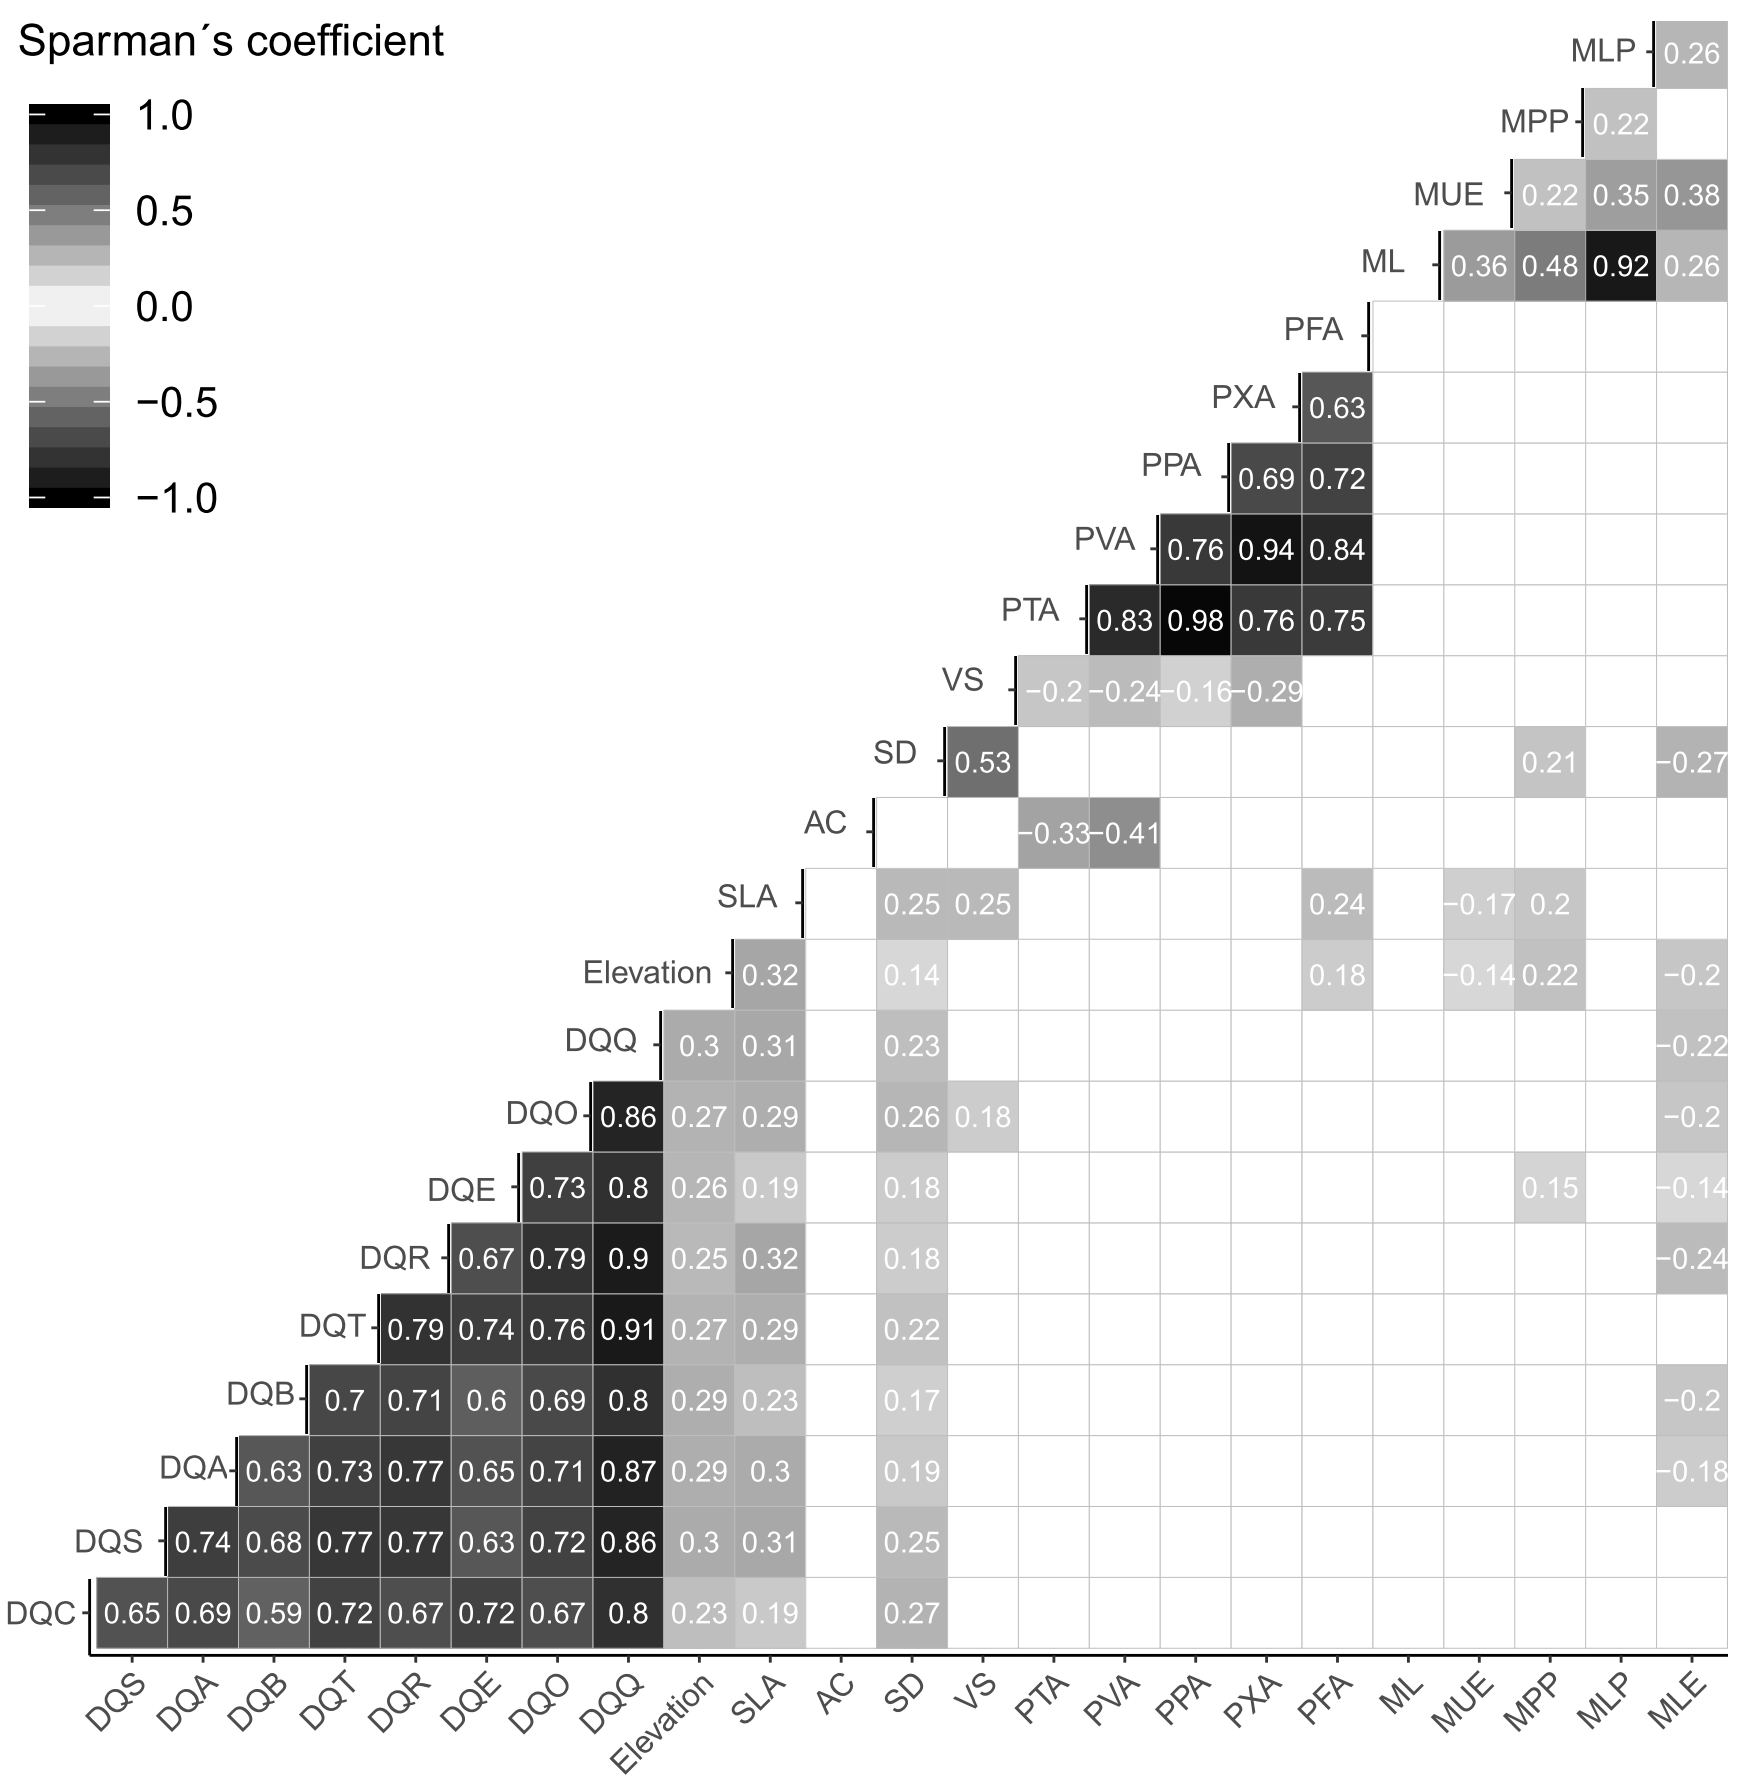 Sparman´s coefficient
1.0
0.5
0.0
−0.5
−1.0
MLP 0.26
MPP 0.22
MUE 0.22 0.35 0.38
ML 0.36 0.48 0.92 0.26
PFA
PXA 0.63
PPA 0.69 0.72
PVA 0.76 0.94 0.84
PTA 0.83 0.98 0.76 0.75
VS −0.2 −0.24 −0.16 −0.29
SD 0.53 0.21 −0.27
AC −0.33 −0.41
SLA 0.25 0.25 0.24 −0.17 0.2
Elevation 0.32 0.14 0.18 −0.14 0.22 −0.2
DQQ 0.3 0.31 0.23 −0.22
DQO 0.86 0.27 0.29 0.26 0.18 −0.2
DQE 0.73 0.8 0.26 0.19 0.18 0.15 −0.14
DQR 0.67 0.79 0.9 0.25 0.32 0.18 −0.24
DQT 0.79 0.74 0.76 0.91 0.27 0.29 0.22
DQB 0.7 0.71 0.6 0.69 0.8 0.29 0.23 0.17 −0.2
DQA 0.63 0.73 0.77 0.65 0.71 0.87 0.29 0.3 0.19 −0.18
DQS 0.74 0.68 0.77 0.77 0.63 0.72 0.86 0.3 0.31 0.25
DQC 0.65 0.69 0.59 0.72 0.67 0.72 0.67 0.8 0.23 0.19 0.27
DQS DQA DQB DQT DQR DQE DQO DQQ Elevation SLA AC SD VS PTA PVA PPA PXA PFA ML MUE MPP MLP MLE